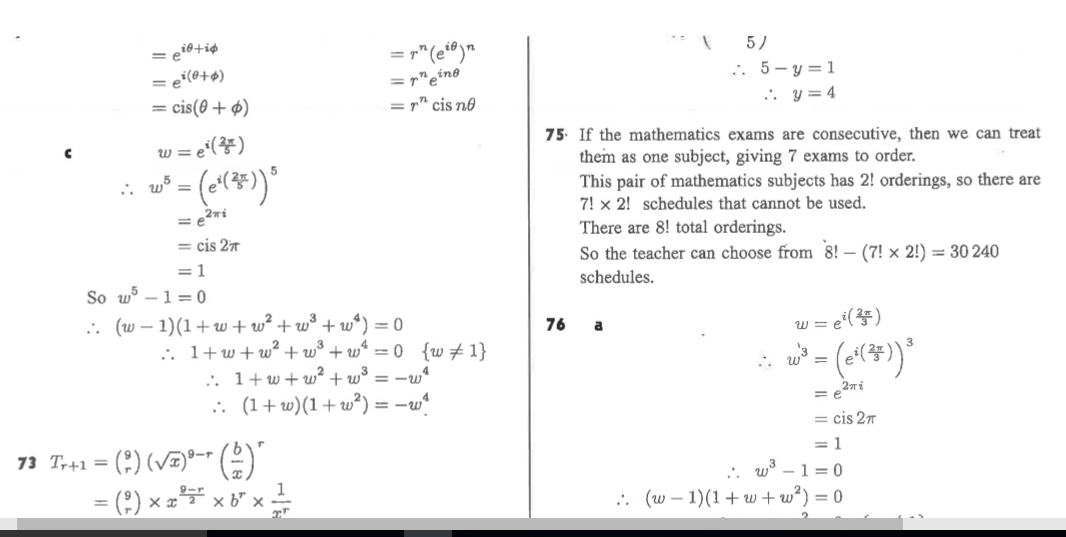 = e^{iθ+iϕ}
= e^{i(θ+ϕ)}
= cis(θ + ϕ)
= r^n (e^{iθ})^n
= r^n e^{inθ}
= r^n cis nθ
c w = e^{i(2π/5)}
∴ w^5 = (e^{i(2π/5)})^5
= e^{2πi}
= cis 2π
= 1
So w^5 − 1 = 0
∴ (w − 1)(1 + w + w^2 + w^3 + w^4) = 0
∴ 1 + w + w^2 + w^3 + w^4 = 0 {w ≠ 1}
∴ 1 + w + w^2 + w^3 = −w^4
∴ (1 + w)(1 + w^2) = −w^4
73 T_{r+1} = (9 r) (√x)^{9−r} (b/x)^r
= (9 r) × x^{(9−r)/2} × b^r × 1/x^r
5)
∴ 5 − y = 1
∴ y = 4
75 If the mathematics exams are consecutive, then we can treat
them as one subject, giving 7 exams to order.
This pair of mathematics subjects has 2! orderings, so there are
7! × 2! schedules that cannot be used.
There are 8! total orderings.
So the teacher can choose from 8! − (7! × 2!) = 30 240
schedules.
76 a w = e^{i(2π/3)}
∴ w^3 = (e^{i(2π/3)})^3
= e^{2πi}
= cis 2π
= 1
∴ w^3 − 1 = 0
∴ (w − 1)(1 + w + w^2) = 0